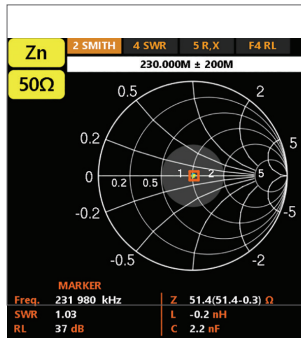 Zn
2 SMITH 4 SWR 5 R,X F4 RL
230.000M ± 200M
50Ω
0.5 2
0.2 5
0 0.2 0.5 1 2 5
-0.2 -5
-0.5 -2
MARKER
Freq. 231 980 kHz Z 51.4(51.4-0.3) Ω
SWR 1.03 L -0.2 nH
RL 37 dB C 2.2 nF